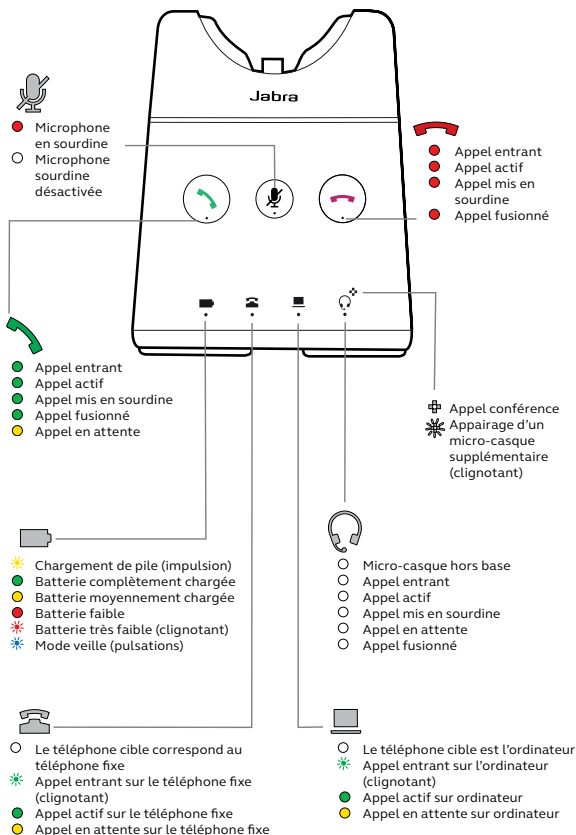 Jabra
Microphone
en sourdine
Microphone
sourdine
désactivée
Appel entrant
Appel actif
Appel mis en
sourdine
Appel fusionné
Appel entrant
Appel actif
Appel mis en sourdine
Appel fusionné
Appel en attente
Appel conférence
Appairage d'un
micro-casque
supplémentaire
(clignotant)
Chargement de pile (impulsion)
Batterie complètement chargée
Batterie moyennement chargée
Batterie faible
Batterie très faible (clignotant)
Mode veille (pulsations)
Micro-casque hors base
Appel entrant
Appel actif
Appel mis en sourdine
Appel en attente
Appel fusionné
Le téléphone cible correspond au
téléphone fixe
Appel entrant sur le téléphone fixe
(clignotant)
Appel actif sur le téléphone fixe
Appel en attente sur le téléphone fixe
Le téléphone cible est l'ordinateur
Appel entrant sur l'ordinateur
(clignotant)
Appel actif sur ordinateur
Appel en attente sur ordinateur